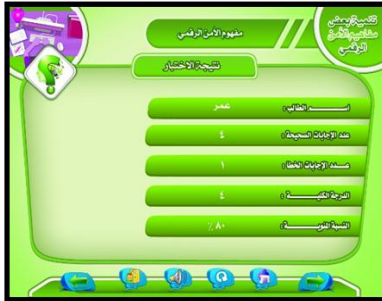 تنمية بعض
مفاهيم الأمن
الرقمي
مفهوم الأمن الرقمي
نتيجة الاختبار
اسم الطالب: عمر
عدد الإجابات الصحيحة: ٤
عدد الإجابات الخطأ: ١
الدرجة الكلية: ٤
النسبة المئوية: ٨٠ ٪